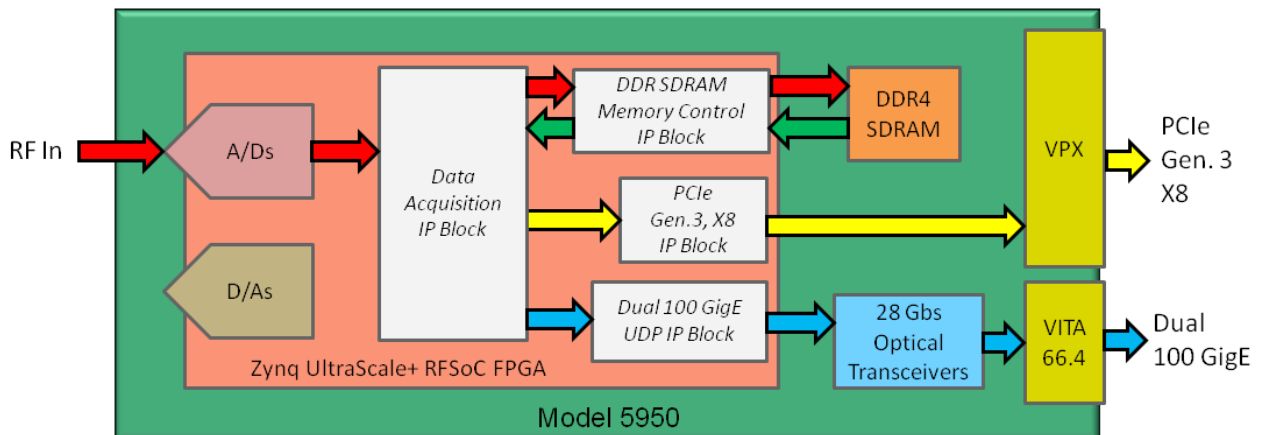 RF In
A/Ds
D/As
Data
Acquisition
IP Block
DDR SDRAM
Memory Control
IP Block
DDR4
SDRAM
PCIe
Gen.3, X8
IP Block
Dual 100 GigE
UDP IP Block
28 Gbs
Optical
Transceivers
VPX
VITA
66.4
PCIe
Gen. 3
X8
Dual
100 GigE
Zynq UltraScale+ RFSoC FPGA
Model 5950